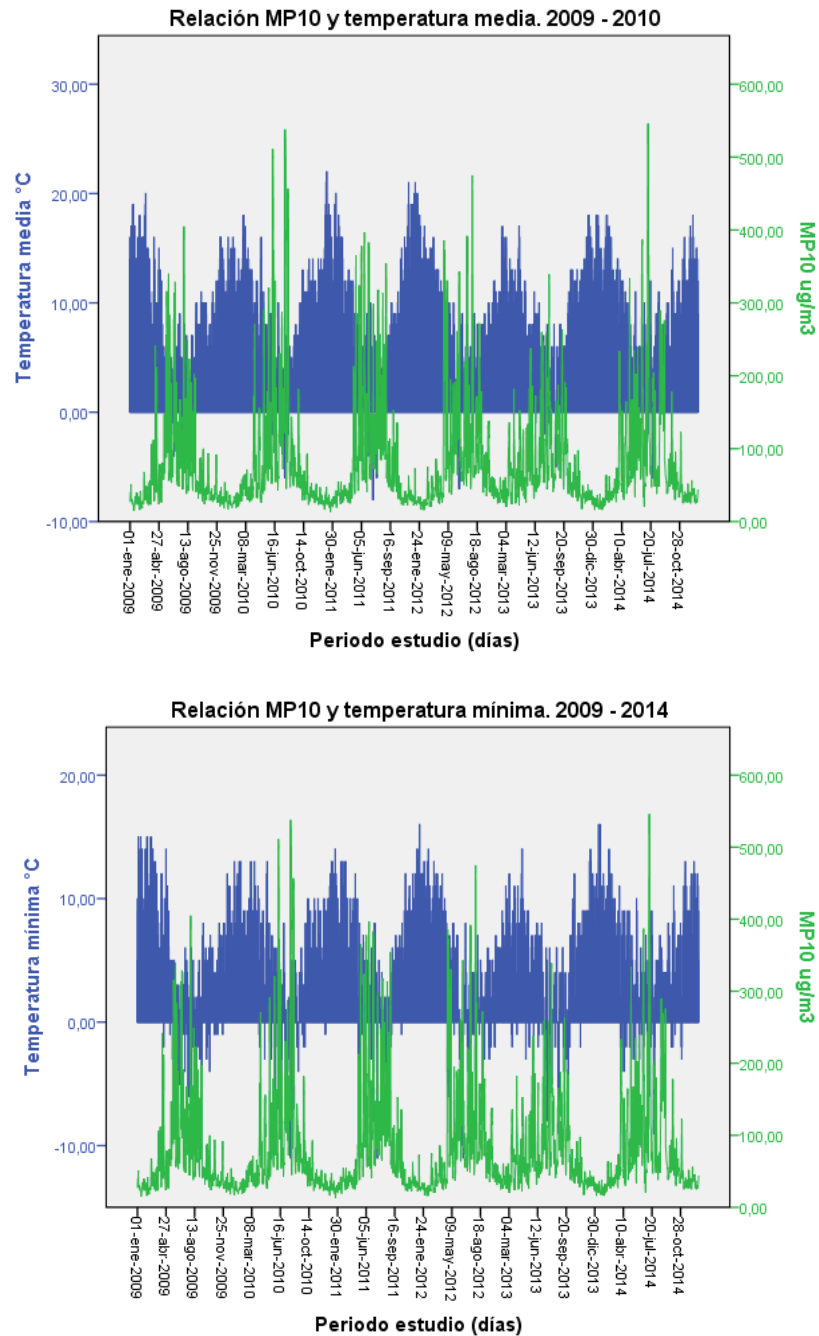 Relación MP10 y temperatura media. 2009 - 2010
Temperatura media °C
30,00
20,00
10,00
0,00
-10,00
600,00
500,00
400,00
300,00
200,00
100,00
0,00
MP10 ug/m3
01-ene-2009
27-abr-2009
13-ago-2009
25-nov-2009
08-mar-2010
16-jun-2010
14-oct-2010
30-ene-2011
05-jun-2011
16-sep-2011
24-ene-2012
09-may-2012
18-ago-2012
04-mar-2013
12-jun-2013
20-sep-2013
30-dic-2013
10-abr-2014
20-jul-2014
28-oct-2014
Periodo estudio (días)
Relación MP10 y temperatura mínima. 2009 - 2014
Temperatura mínima °C
20,00
10,00
0,00
-10,00
600,00
500,00
400,00
300,00
200,00
100,00
0,00
MP10 ug/m3
01-ene-2009
27-abr-2009
13-ago-2009
25-nov-2009
08-mar-2010
16-jun-2010
14-oct-2010
30-ene-2011
05-jun-2011
16-sep-2011
24-ene-2012
09-may-2012
18-ago-2012
04-mar-2013
12-jun-2013
20-sep-2013
30-dic-2013
10-abr-2014
20-jul-2014
28-oct-2014
Periodo estudio (días)